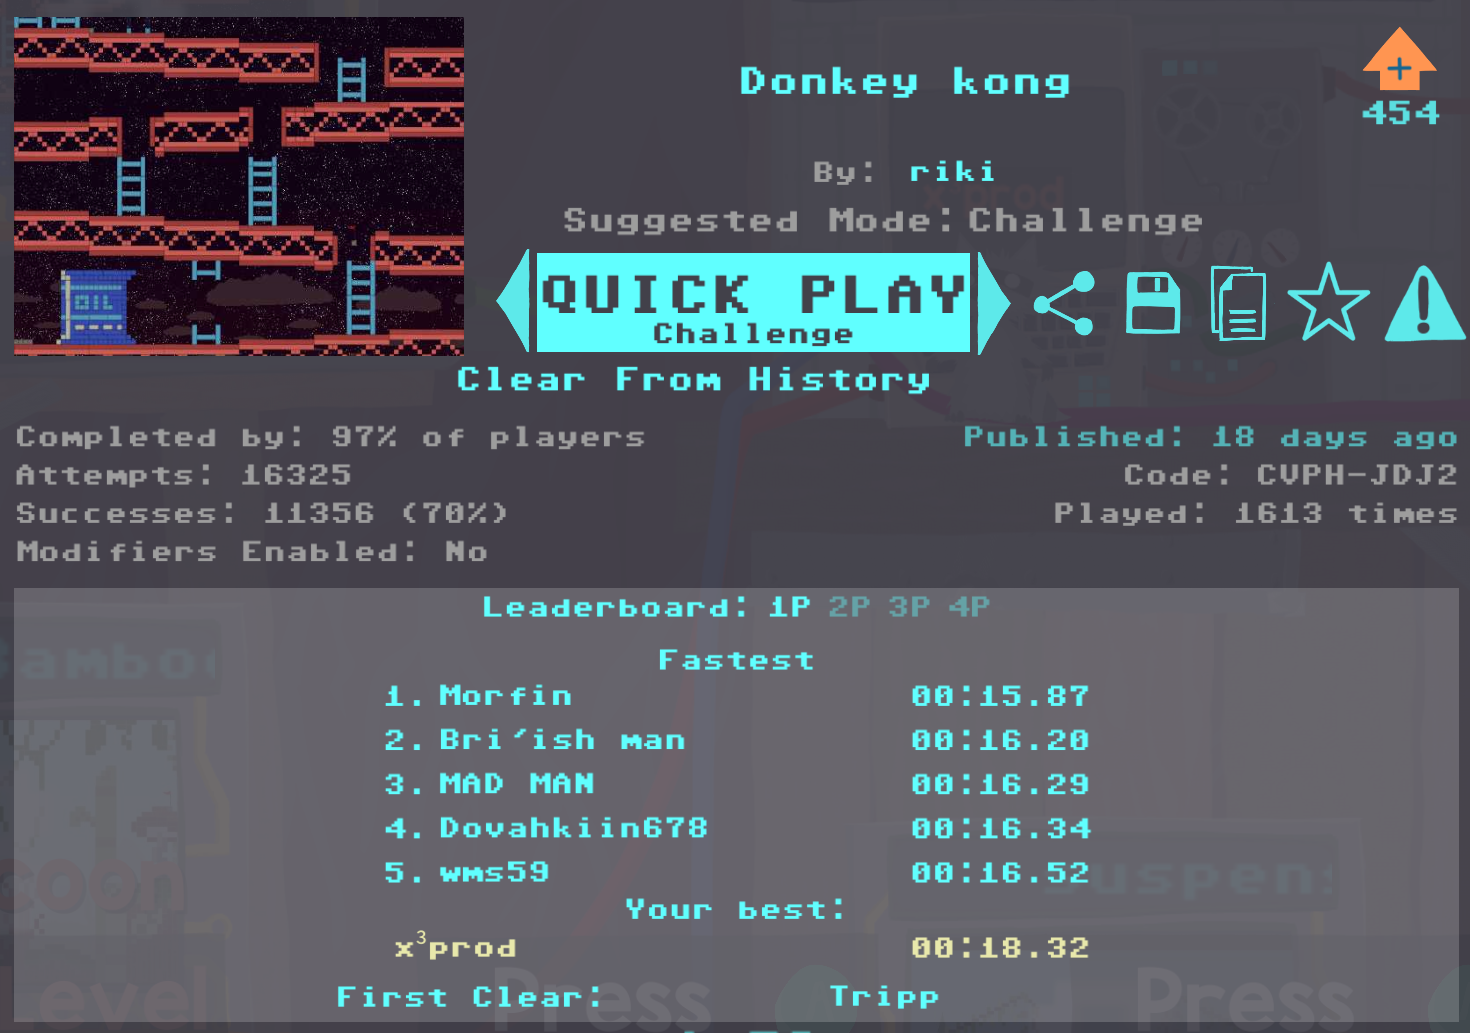 Donkey kong
454
By: riki
Suggested Mode: Challenge
OIL
QUICK PLAY
Challenge
Clear From History
Completed by: 97% of players
Published: 18 days ago
Attempts: 16325
Code: CVPH-JDJ2
Successes: 11356 (70%)
Played: 1613 times
Modifiers Enabled: No
Leaderboard: 1P 2P 3P 4P
Fastest
1. Morfin 00:15.87
2. Bri'ish man 00:16.20
3. MAD MAN 00:16.29
4. Dovahkiin678 00:16.34
5. wms59 00:16.52
Your best:
x³prod 00:18.32
First Clear: Tripp
Level
Press
Press